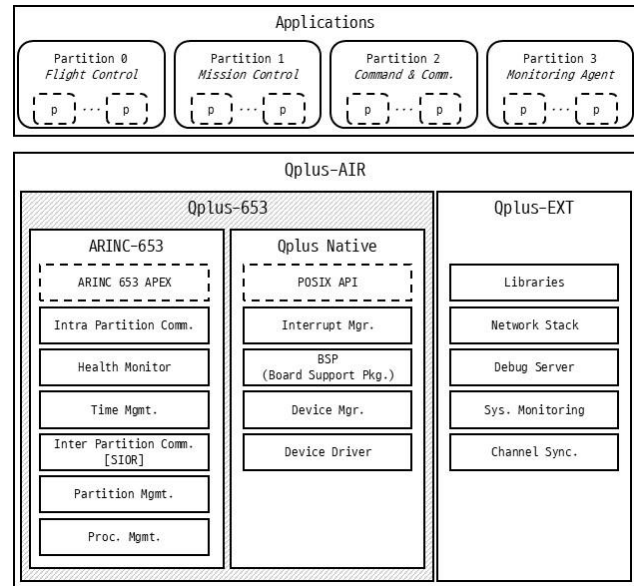 Applications
Partition 0
Flight Control
p ... p
Partition 1
Mission Control
p ... p
Partition 2
Command & Comm.
p ... p
Partition 3
Monitoring Agent
p ... p
Qplus-AIR
Qplus-653
ARINC-653
ARINC 653 APEX
Intra Partition Comm.
Health Monitor
Time Mgmt.
Inter Partition Comm.
[SIOR]
Partition Mgmt.
Proc. Mgmt.
Qplus Native
POSIX API
Interrupt Mgr.
BSP
(Board Support Pkg.)
Device Mgr.
Device Driver
Qplus-EXT
Libraries
Network Stack
Debug Server
Sys. Monitoring
Channel Sync.